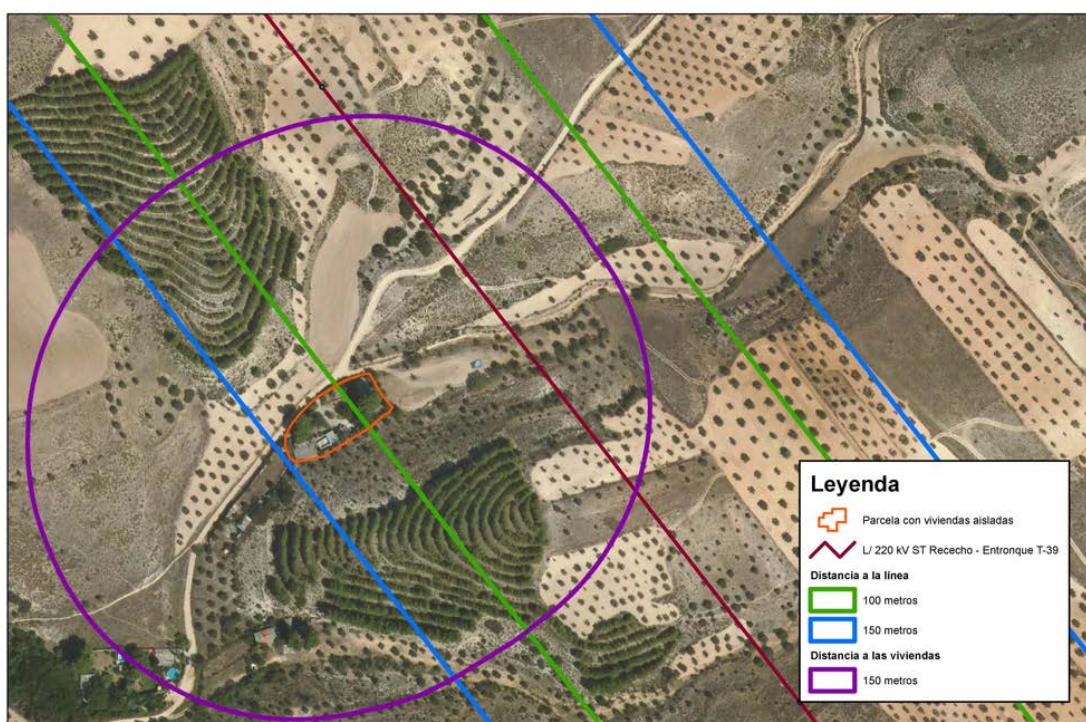 Leyenda
Parcela con viviendas aisladas
L/ 220 kV ST Rececho - Entronque T-39
Distancia a la línea
100 metros
150 metros
Distancia a las viviendas
150 metros